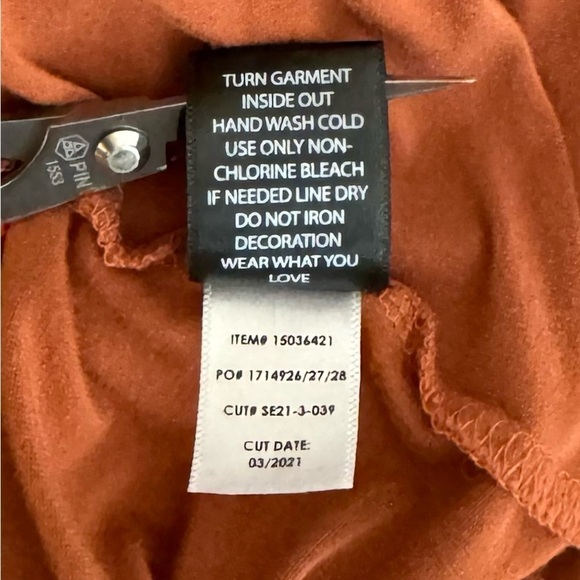 TURN GARMENT
INSIDE OUT
HAND WASH COLD
USE ONLY NON-
CHLORINE BLEACH
IF NEEDED LINE DRY
DO NOT IRON
DECORATION
WEAR WHAT YOU
LOVE
PIN
1553
ITEM# 15036421
PO# 1714926/27/28
CUT# SE21-3-039
CUT DATE:
03/2021